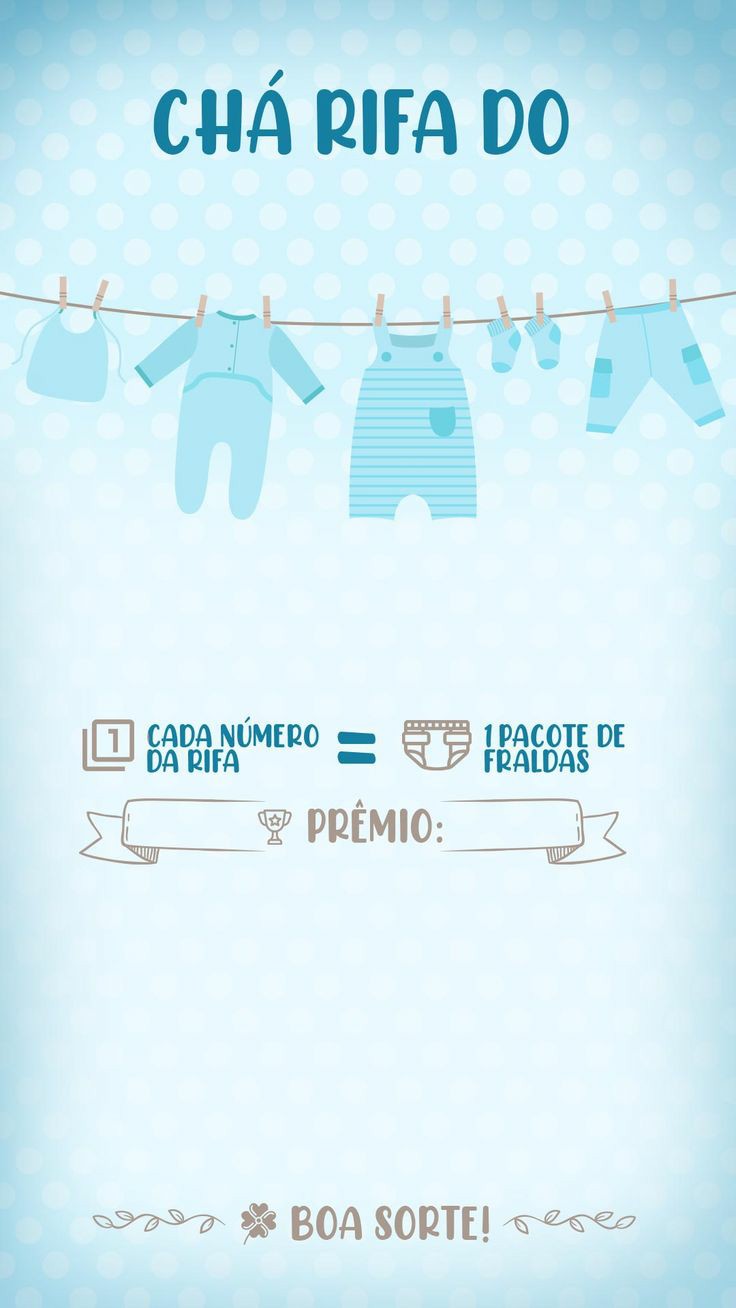 CHÁ RIFA DO
1 CADA NÚMERO = 1 PACOTE DE
DA RIFA FRALDAS
PRÊMIO:
BOA SORTE!